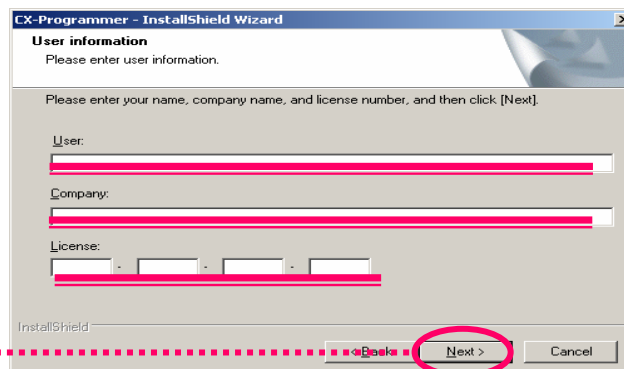 CX-Programmer - InstallShield Wizard
User information
Please enter user information.
Please enter your name, company name, and license number, and then click [Next].
User:
Company:
License:
- - -
InstallShield
< Back Next > Cancel